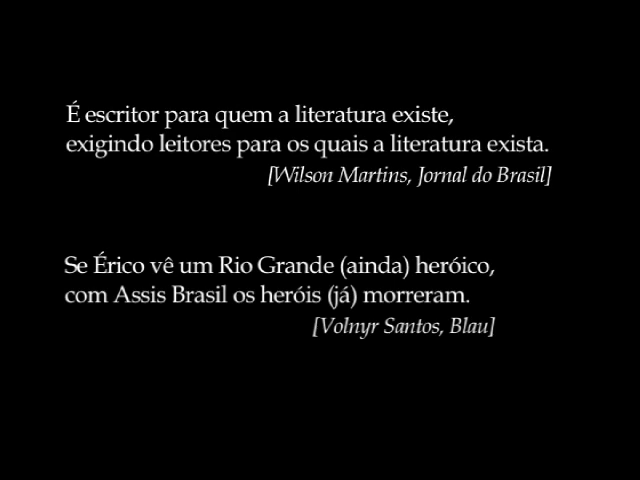 É escritor para quem a literatura existe,
exigindo leitores para os quais a literatura exista.
[Wilson Martins, Jornal do Brasil]
Se Érico vê um Rio Grande (ainda) heróico,
com Assis Brasil os heróis (já) morreram.
[Volnyr Santos, Blau]